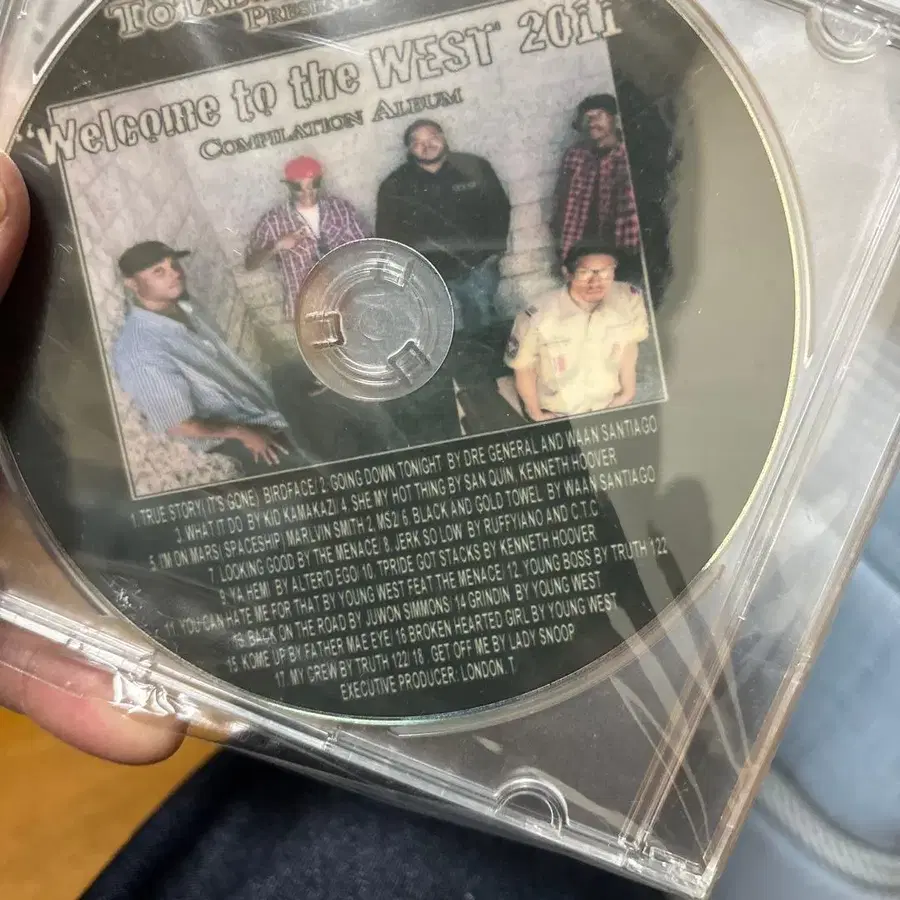 Welcome to the WEST 2011
COMPILATION ALBUM
1. TRUE STORY (IT'S GONE) BIRDFACE/ 2. GOING DOWN TONIGHT BY DRE GENERAL AND WAAN SANTIAGO
3. WHAT IT DO BY KID KAMAKAZI/ 4. SHE MY HOT THING BY SAN QUIN, KENNETH HOOVER
5. I'M ON MARS/ SPACESHIP/ MARLVIN SMITH 2. MS2/ 6. BLACK AND GOLD TOWEL BY WAAN SANTIAGO
7. LOOKING GOOD BY THE MENACE/ 8. JERK SO LOW BY RUFFYIANO AND C.T.C
9. YA HEMI BY ALTER'D EGO/ 10. TPRIDE GOT STACKS BY KENNETH HOOVER
11. YOU CAN HATE ME FOR THAT BY YOUNG WEST FEAT THE MENACE/ 12. YOUNG BOSS BY TRUTH 122
BACK ON THE ROAD BY JUWON SIMMONS/ 14 GRINDIN BY YOUNG WEST
15 KOME UP BY FATHER MAE EYE/ 16 BROKEN HEARTED GIRL BY YOUNG WEST
17. MY CREW BY TRUTH 122/ 18. GET OFF ME BY LADY SNOOP
EXECUTIVE PRODUCER: LONDON.T